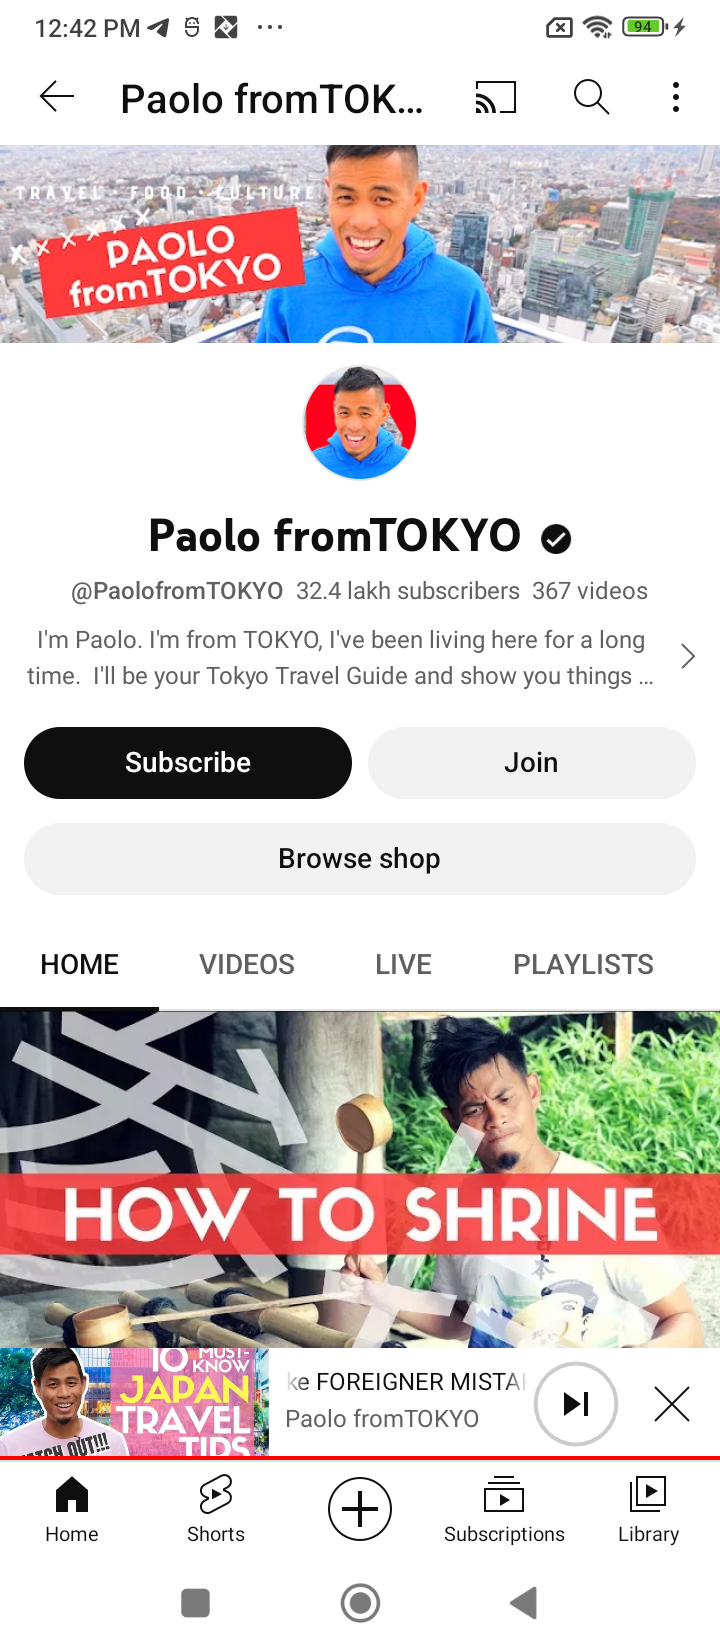 12:42 PM
94
Paolo fromTOK...
TRAVEL · FOOD · CULTURE
PAOLO
fromTOKYO
Paolo fromTOKYO
@PaolofromTOKYO 32.4 lakh subscribers 367 videos
I'm Paolo. I'm from TOKYO, I've been living here for a long
time. I'll be your Tokyo Travel Guide and show you things ...
Subscribe
Join
Browse shop
HOME
VIDEOS
LIVE
PLAYLISTS
HOW TO SHRINE
日本
10 MUST-
KNOW
JAPAN
TRAVEL
TIPS
WATCH OUT!!!
ke FOREIGNER MISTAK
Paolo fromTOKYO
Home
Shorts
Subscriptions
Library